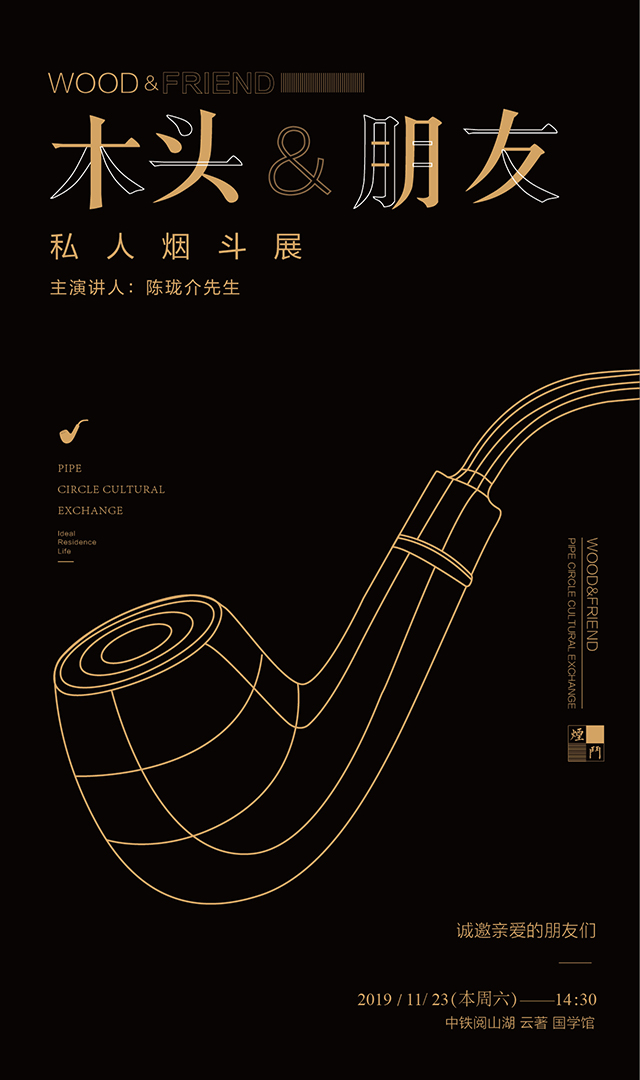 WOOD&FRIEND
木头&朋友
私人烟斗展
主演讲人：陈珑介先生
PIPE
CIRCLE CULTURAL
EXCHANGE
Ideal
Residence
Life
WOOD&FRIEND
PIPE CIRCLE CULTURAL EXCHANGE
煙
鬥
诚邀亲爱的朋友们
2019 / 11/ 23(本周六)——14:30
中铁阅山湖 云著 国学馆